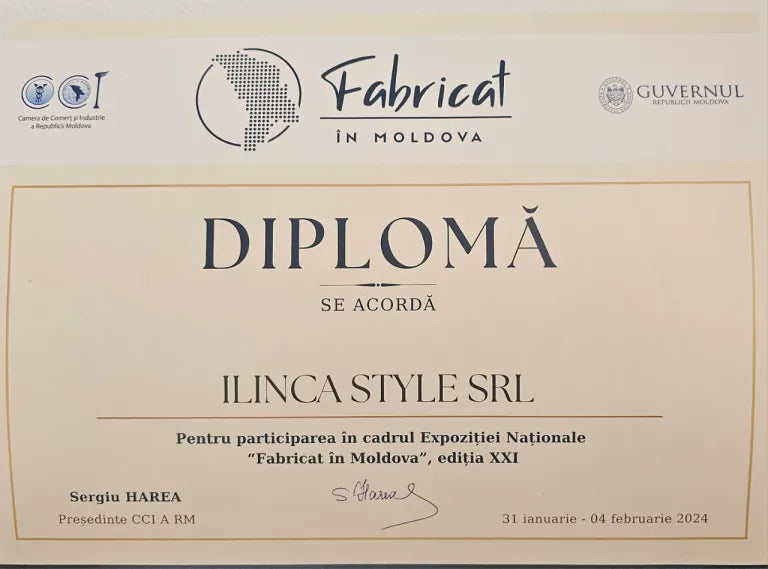 CCI
Camera de Comerț și Industrie
a Republicii Moldova
Fabricat
ÎN MOLDOVA
GUVERNUL
REPUBLICII MOLDOVA
DIPLOMĂ
SE ACORDĂ
ILINCA STYLE SRL
Pentru participarea în cadrul Expoziției Naționale
“Fabricat în Moldova”, ediția XXI
Sergiu HAREA
S Harea
Președinte CCI A RM
31 ianuarie - 04 februarie 2024